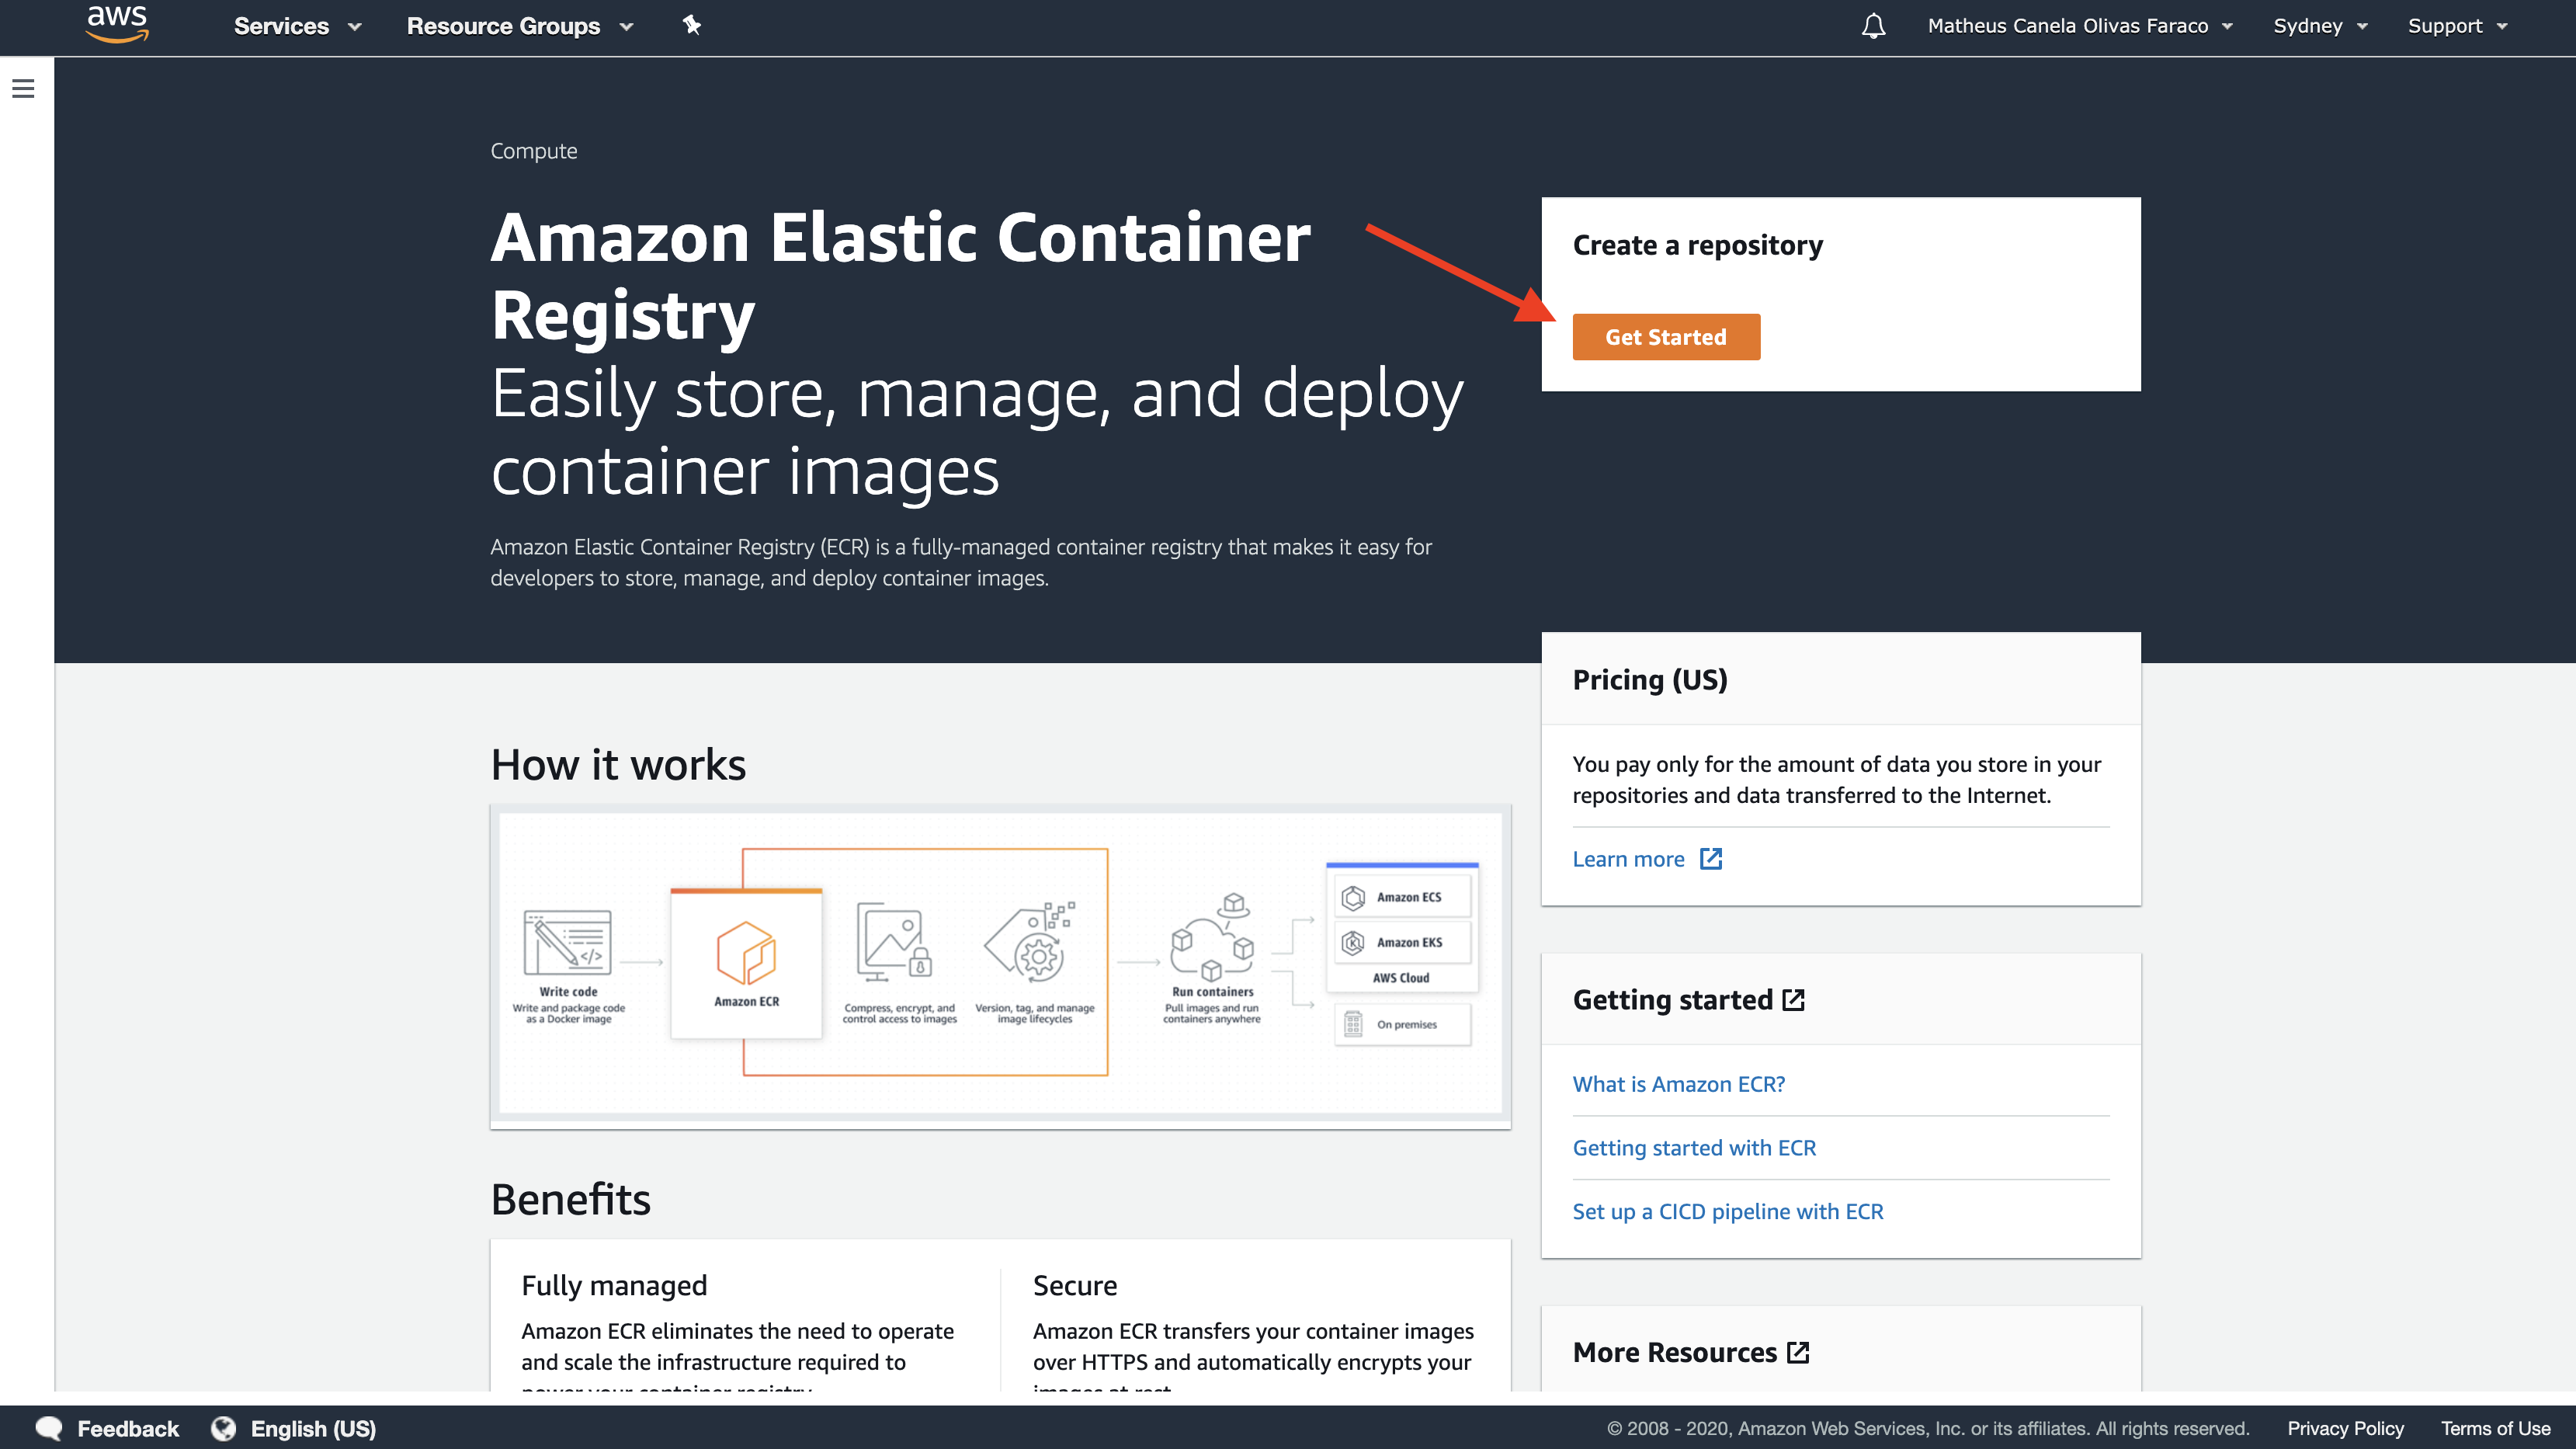 aws
Services
Resource Groups
Matheus Canela Olivas Faraco
Sydney
Support
Compute
Amazon Elastic Container
Registry
Easily store, manage, and deploy
container images
Amazon Elastic Container Registry (ECR) is a fully-managed container registry that makes it easy for
developers to store, manage, and deploy container images.
Create a repository
Get Started
Pricing (US)
You pay only for the amount of data you store in your
repositories and data transferred to the Internet.
Learn more
How it works
Write code
Write and package code
as a Docker image
Amazon ECR
Compress, encrypt, and
control access to images
Version, tag, and manage
image lifecycles
Run containers
Pull images and run
containers anywhere
Amazon ECS
Amazon EKS
AWS Cloud
On premises
Getting started
What is Amazon ECR?
Getting started with ECR
Set up a CICD pipeline with ECR
Benefits
Fully managed
Amazon ECR eliminates the need to operate
and scale the infrastructure required to
power your container registry.
Secure
Amazon ECR transfers your container images
over HTTPS and automatically encrypts your
images at rest.
More Resources
Feedback
English (US)
© 2008 - 2020, Amazon Web Services, Inc. or its affiliates. All rights reserved.
Privacy Policy
Terms of Use